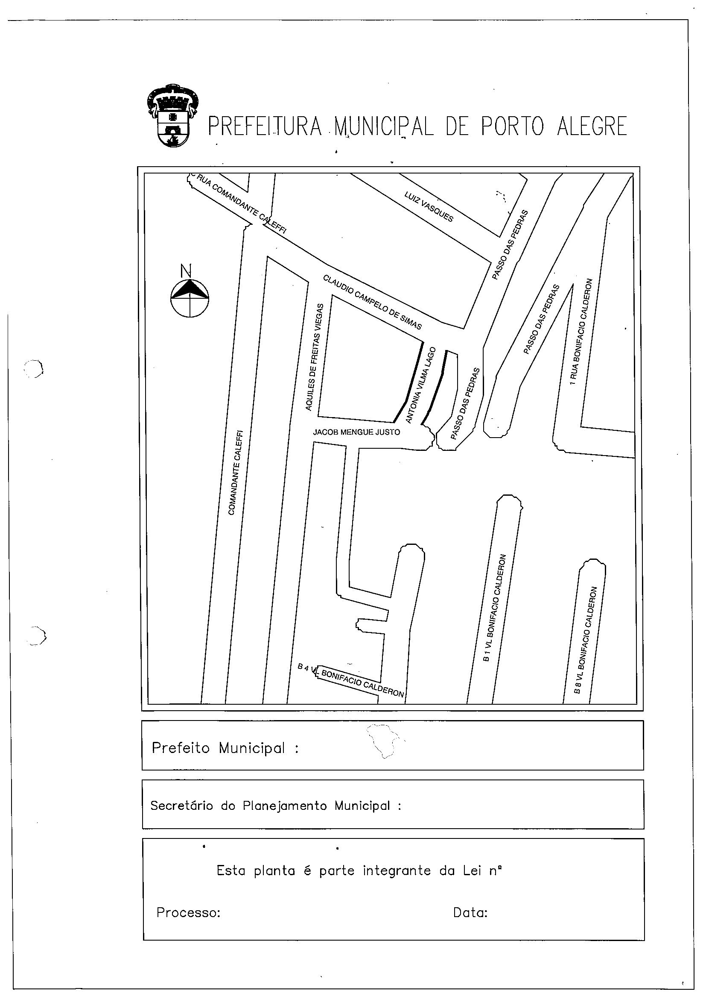 PREFEITURA MUNICIPAL DE PORTO ALEGRE
C RUA COMANDANTE CALEFFI
LUIZ VASQUES
PASSO DAS PEDRAS
N
CLAUDIO CAMPELO DE SIMAS
PASSO DAS PEDRAS
1 RUA BONIFACIO CALDERON
AQUILES DE FREITAS VIEGAS
ANTONIA VILMA LAGO
PASSO DAS PEDRAS
JACOB MENGUE JUSTO
COMANDANTE CALEFFI
B 1 VL BONIFACIO CALDERON
B 8 VL BONIFACIO CALDERON
B 4 VL BONIFACIO CALDERON
Prefeito Municipal :
Secretário do Planejamento Municipal :
Esta planta é parte integrante da Lei nº
Processo: Data: